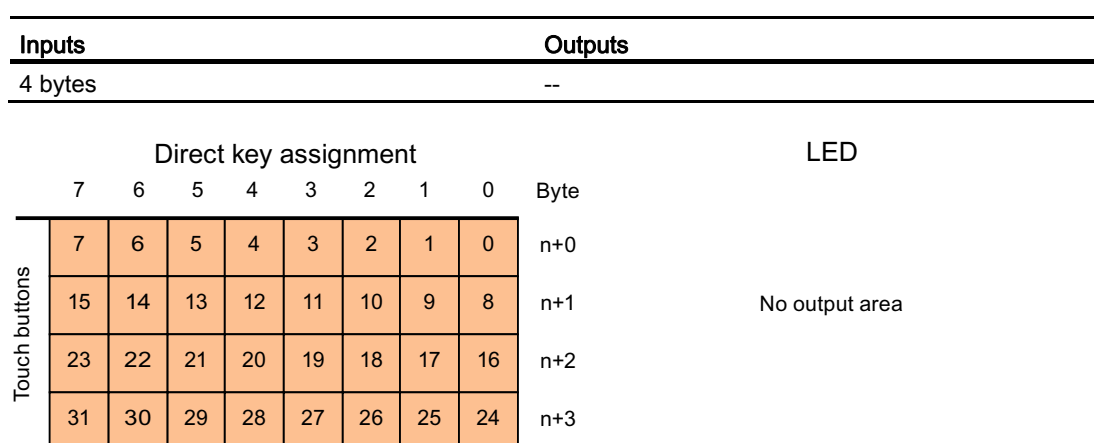 Inputs Outputs
4 bytes --
Direct key assignment LED
7 6 5 4 3 2 1 0 Byte
7 6 5 4 3 2 1 0 n+0
15 14 13 12 11 10 9 8 n+1 No output area
23 22 21 20 19 18 17 16 n+2
31 30 29 28 27 26 25 24 n+3
Touch buttons